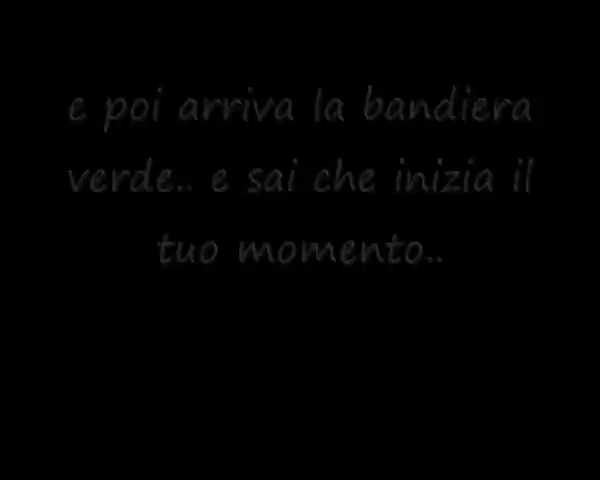 e poi arriva la bandiera
verde.. e sai che inizia il
tuo momento..